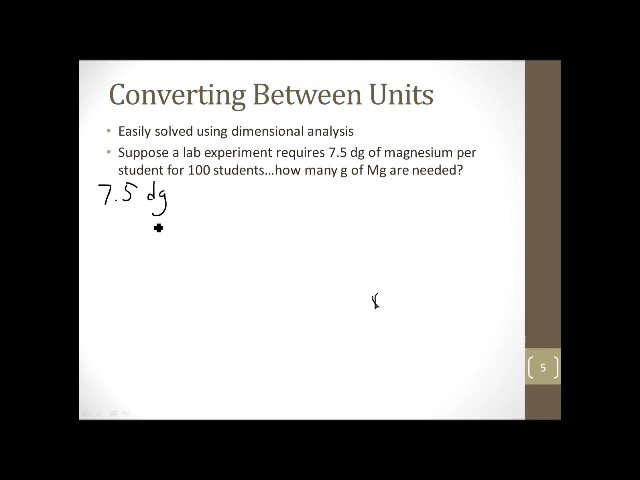 Converting Between Units
• Easily solved using dimensional analysis
• Suppose a lab experiment requires 7.5 dg of magnesium per
student for 100 students...how many g of Mg are needed?
7.5 dg
5